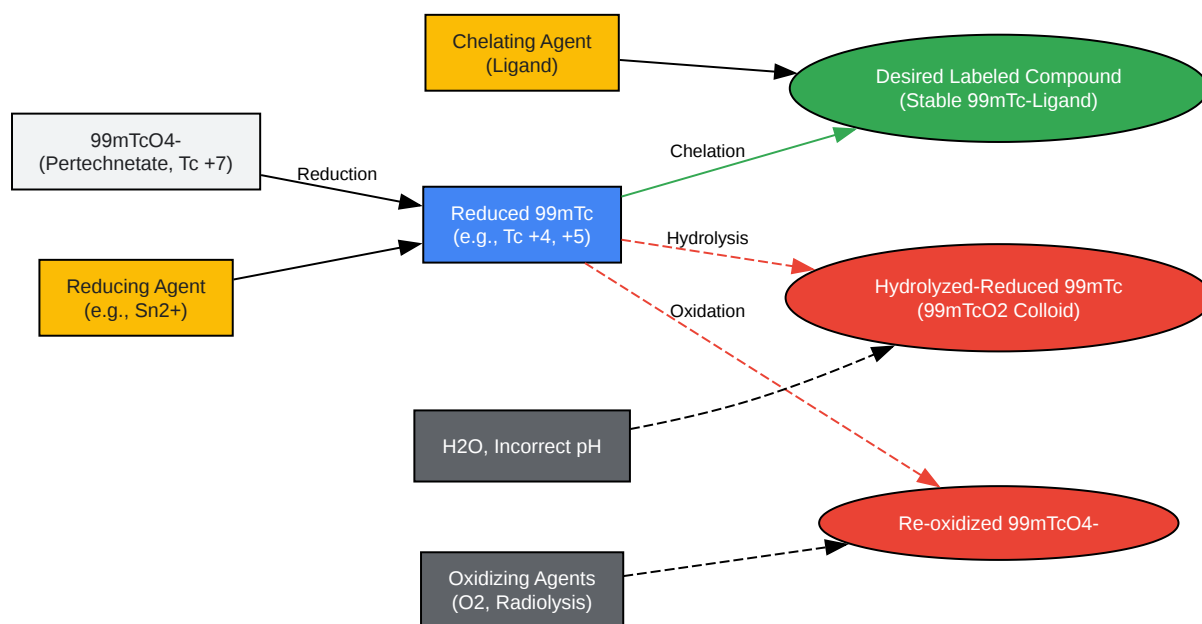 Chelating Agent
(Ligand)
Desired Labeled Compound
(Stable 99mTc-Ligand)
99mTcO4-
(Pertechnetate, Tc +7)
Reduction
Chelation
Reduced 99mTc
(e.g., Tc +4, +5)
Hydrolysis
Reducing Agent
(e.g., Sn2+)
Hydrolyzed-Reduced 99mTc
(99mTcO2 Colloid)
Oxidation
H2O, Incorrect pH
Re-oxidized 99mTcO4-
Oxidizing Agents
(O2, Radiolysis)